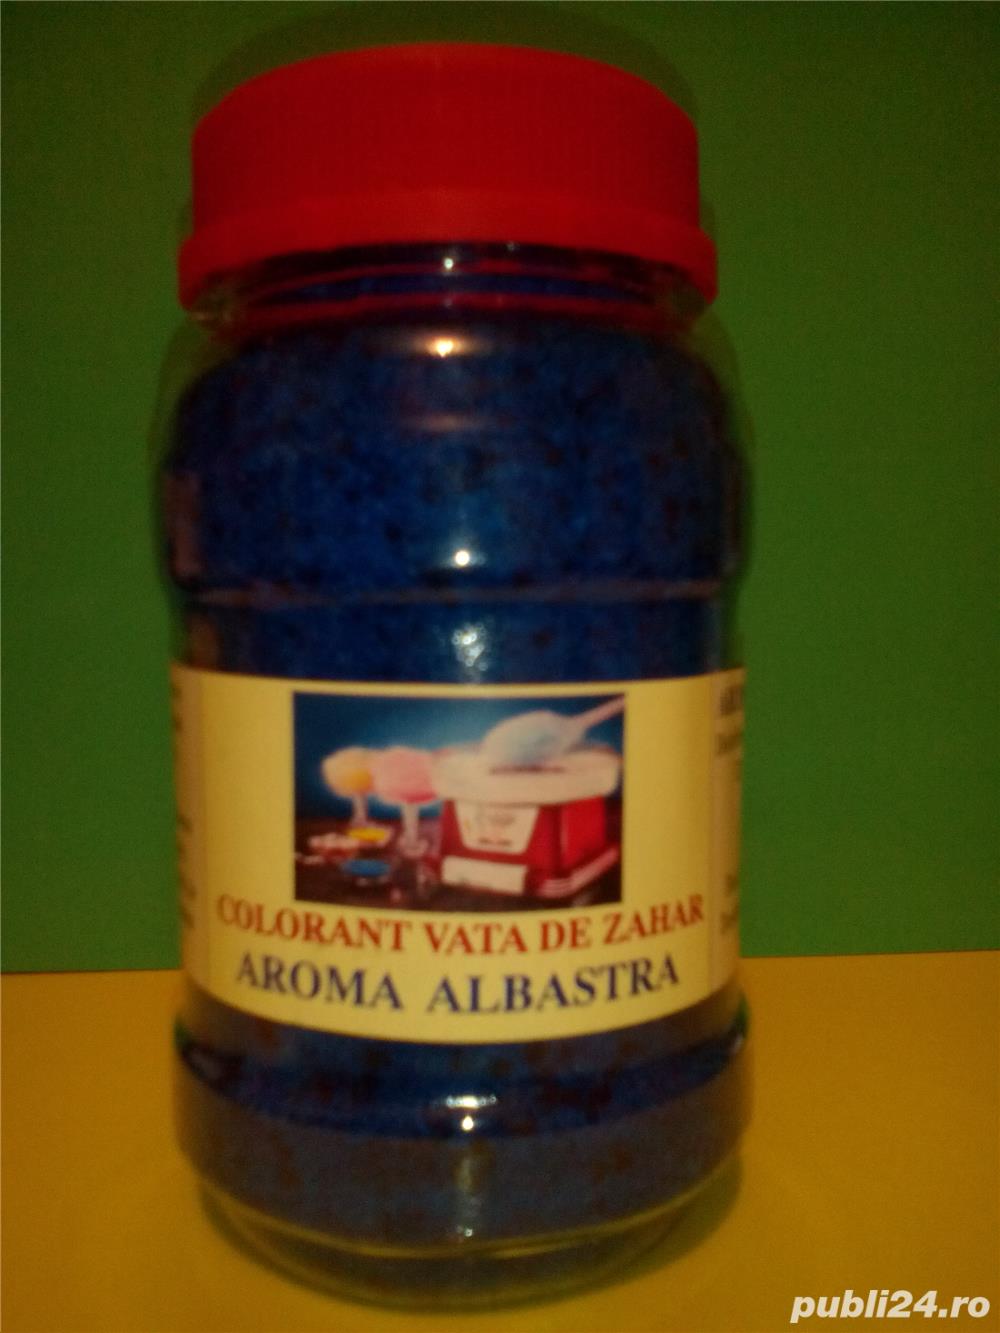 COLORANT VATA DE ZAHAR
AROMA ALBASTRA
publi24.ro